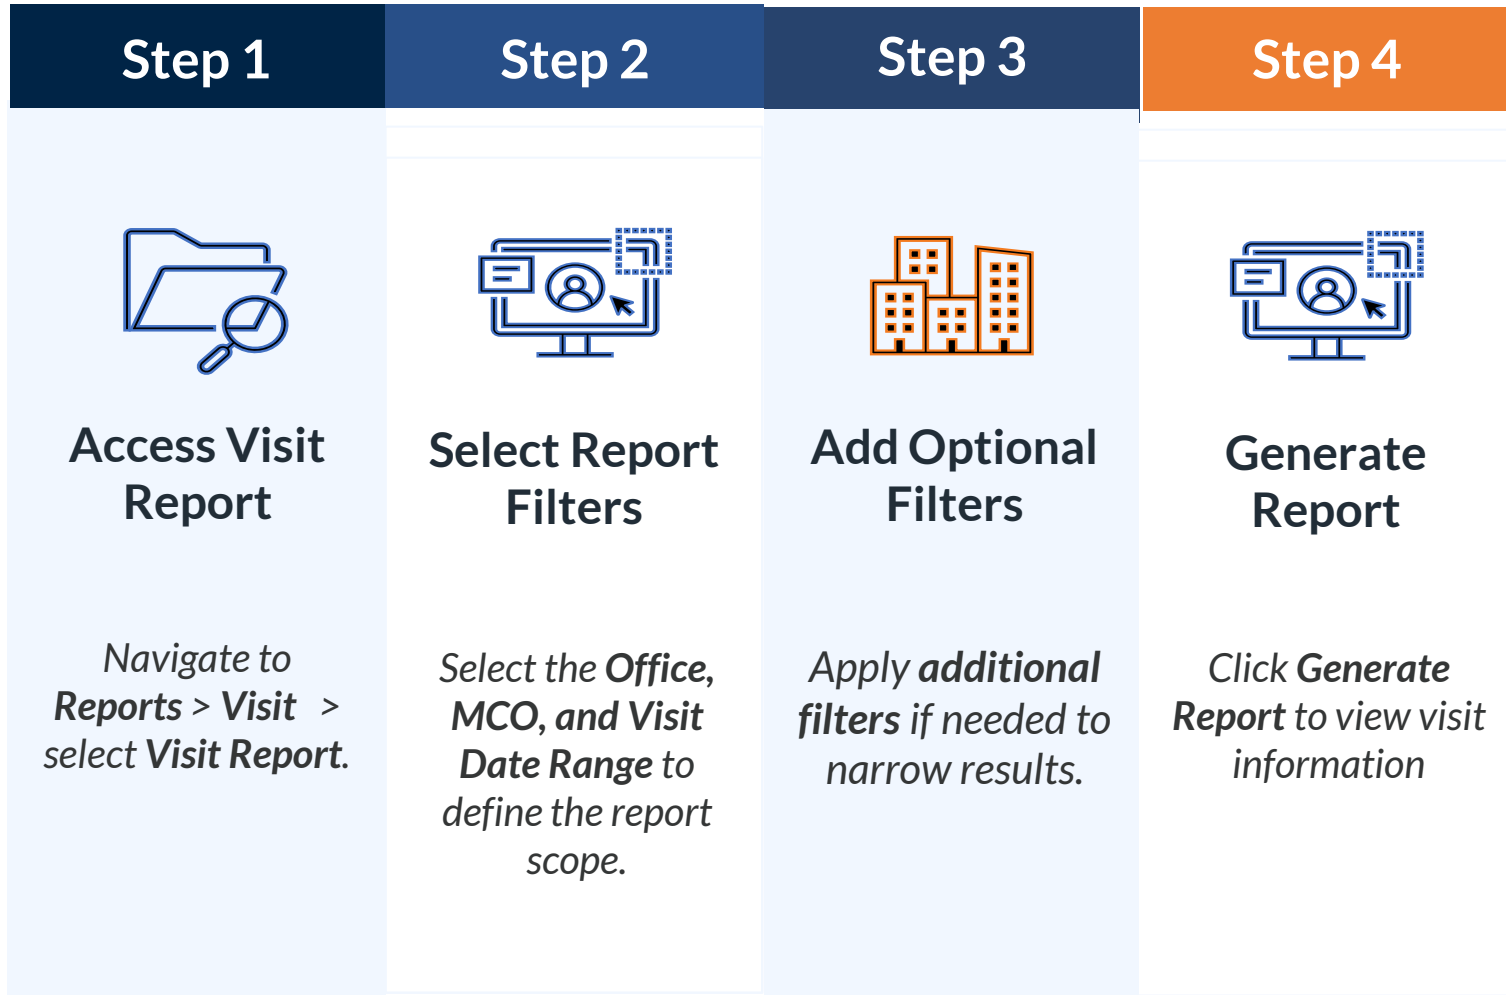 Step 1
Access Visit
Report
Navigate to
Reports > Visit >
select Visit Report.
Step 2
Select Report
Filters
Select the Office,
MCO, and Visit
Date Range to
define the report
scope.
Step 3
Add Optional
Filters
Apply additional
filters if needed to
narrow results.
Step 4
Generate
Report
Click Generate
Report to view visit
information